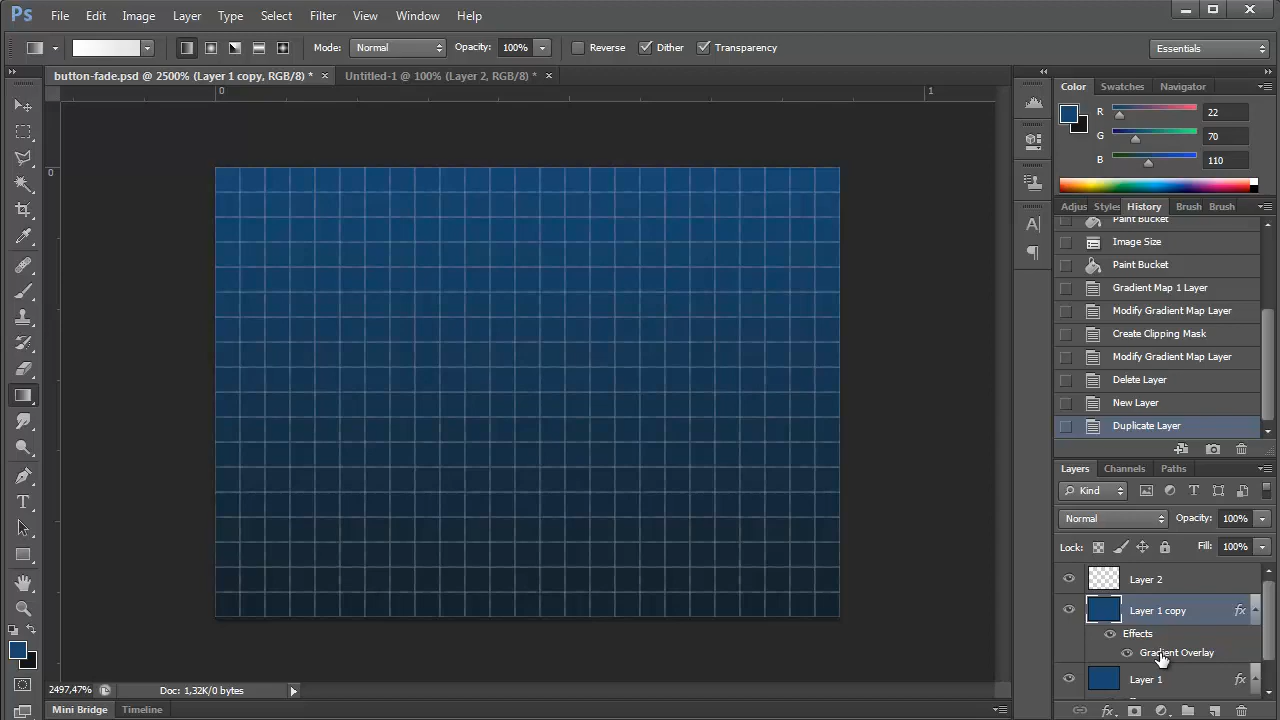 Ps File Edit Image Layer Type Select Filter View Window Help
Mode: Normal Opacity: 100% Reverse Dither Transparency Essentials
button-fade.psd @ 2500% (Layer 1 copy, RGB/8) * Untitled-1 @ 100% (Layer 2, RGB/8) *
0 1
0
Color Swatches Navigator
R 22
G 70
B 110
Adjus Styles History Brush Brush
Paint Bucket
Image Size
Paint Bucket
Gradient Map 1 Layer
Modify Gradient Map Layer
Create Clipping Mask
Modify Gradient Map Layer
Delete Layer
New Layer
Duplicate Layer
Layers Channels Paths
Kind
Normal Opacity: 100%
Lock: Fill: 100%
Layer 2
Layer 1 copy fx
Effects
Gradient Overlay
Layer 1 fx
2497,47% Doc: 1,32K/0 bytes
Mini Bridge Timeline
fx